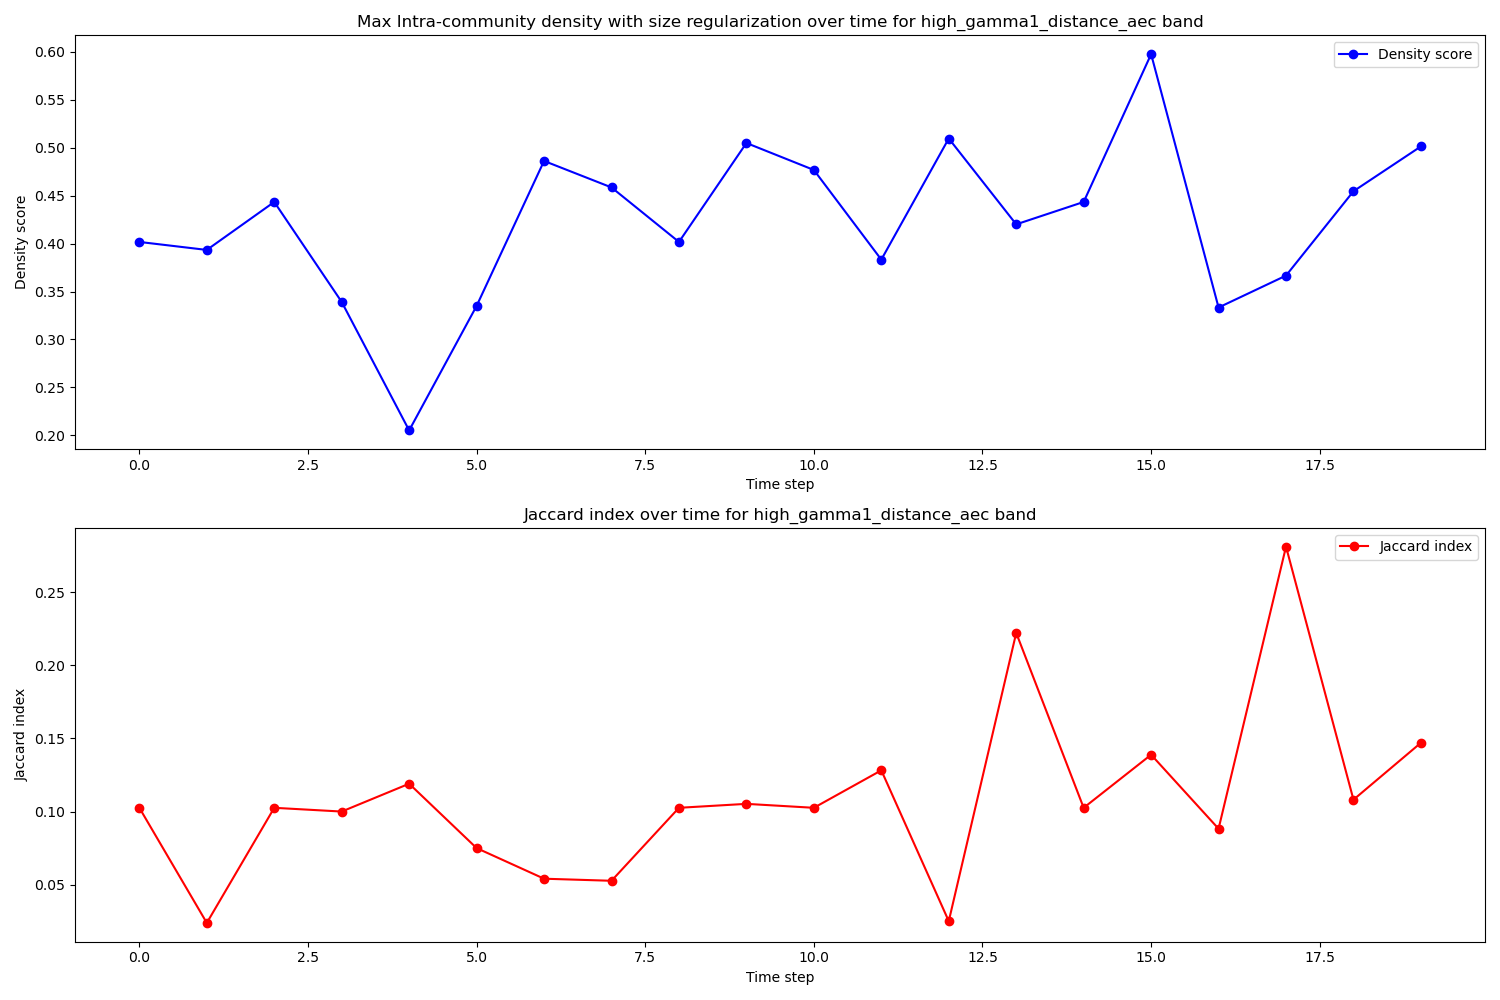 Max Intra-community density with size regularization over time for high_gamma1_distance_aec band
Density score
0.60
0.55
0.50
0.45
0.40
0.35
0.30
0.25
0.20
Density score
0.0 2.5 5.0 7.5 10.0 12.5 15.0 17.5
Time step
Jaccard index over time for high_gamma1_distance_aec band
Jaccard index
0.25
0.20
0.15
0.10
0.05
Jaccard index
0.0 2.5 5.0 7.5 10.0 12.5 15.0 17.5
Time step